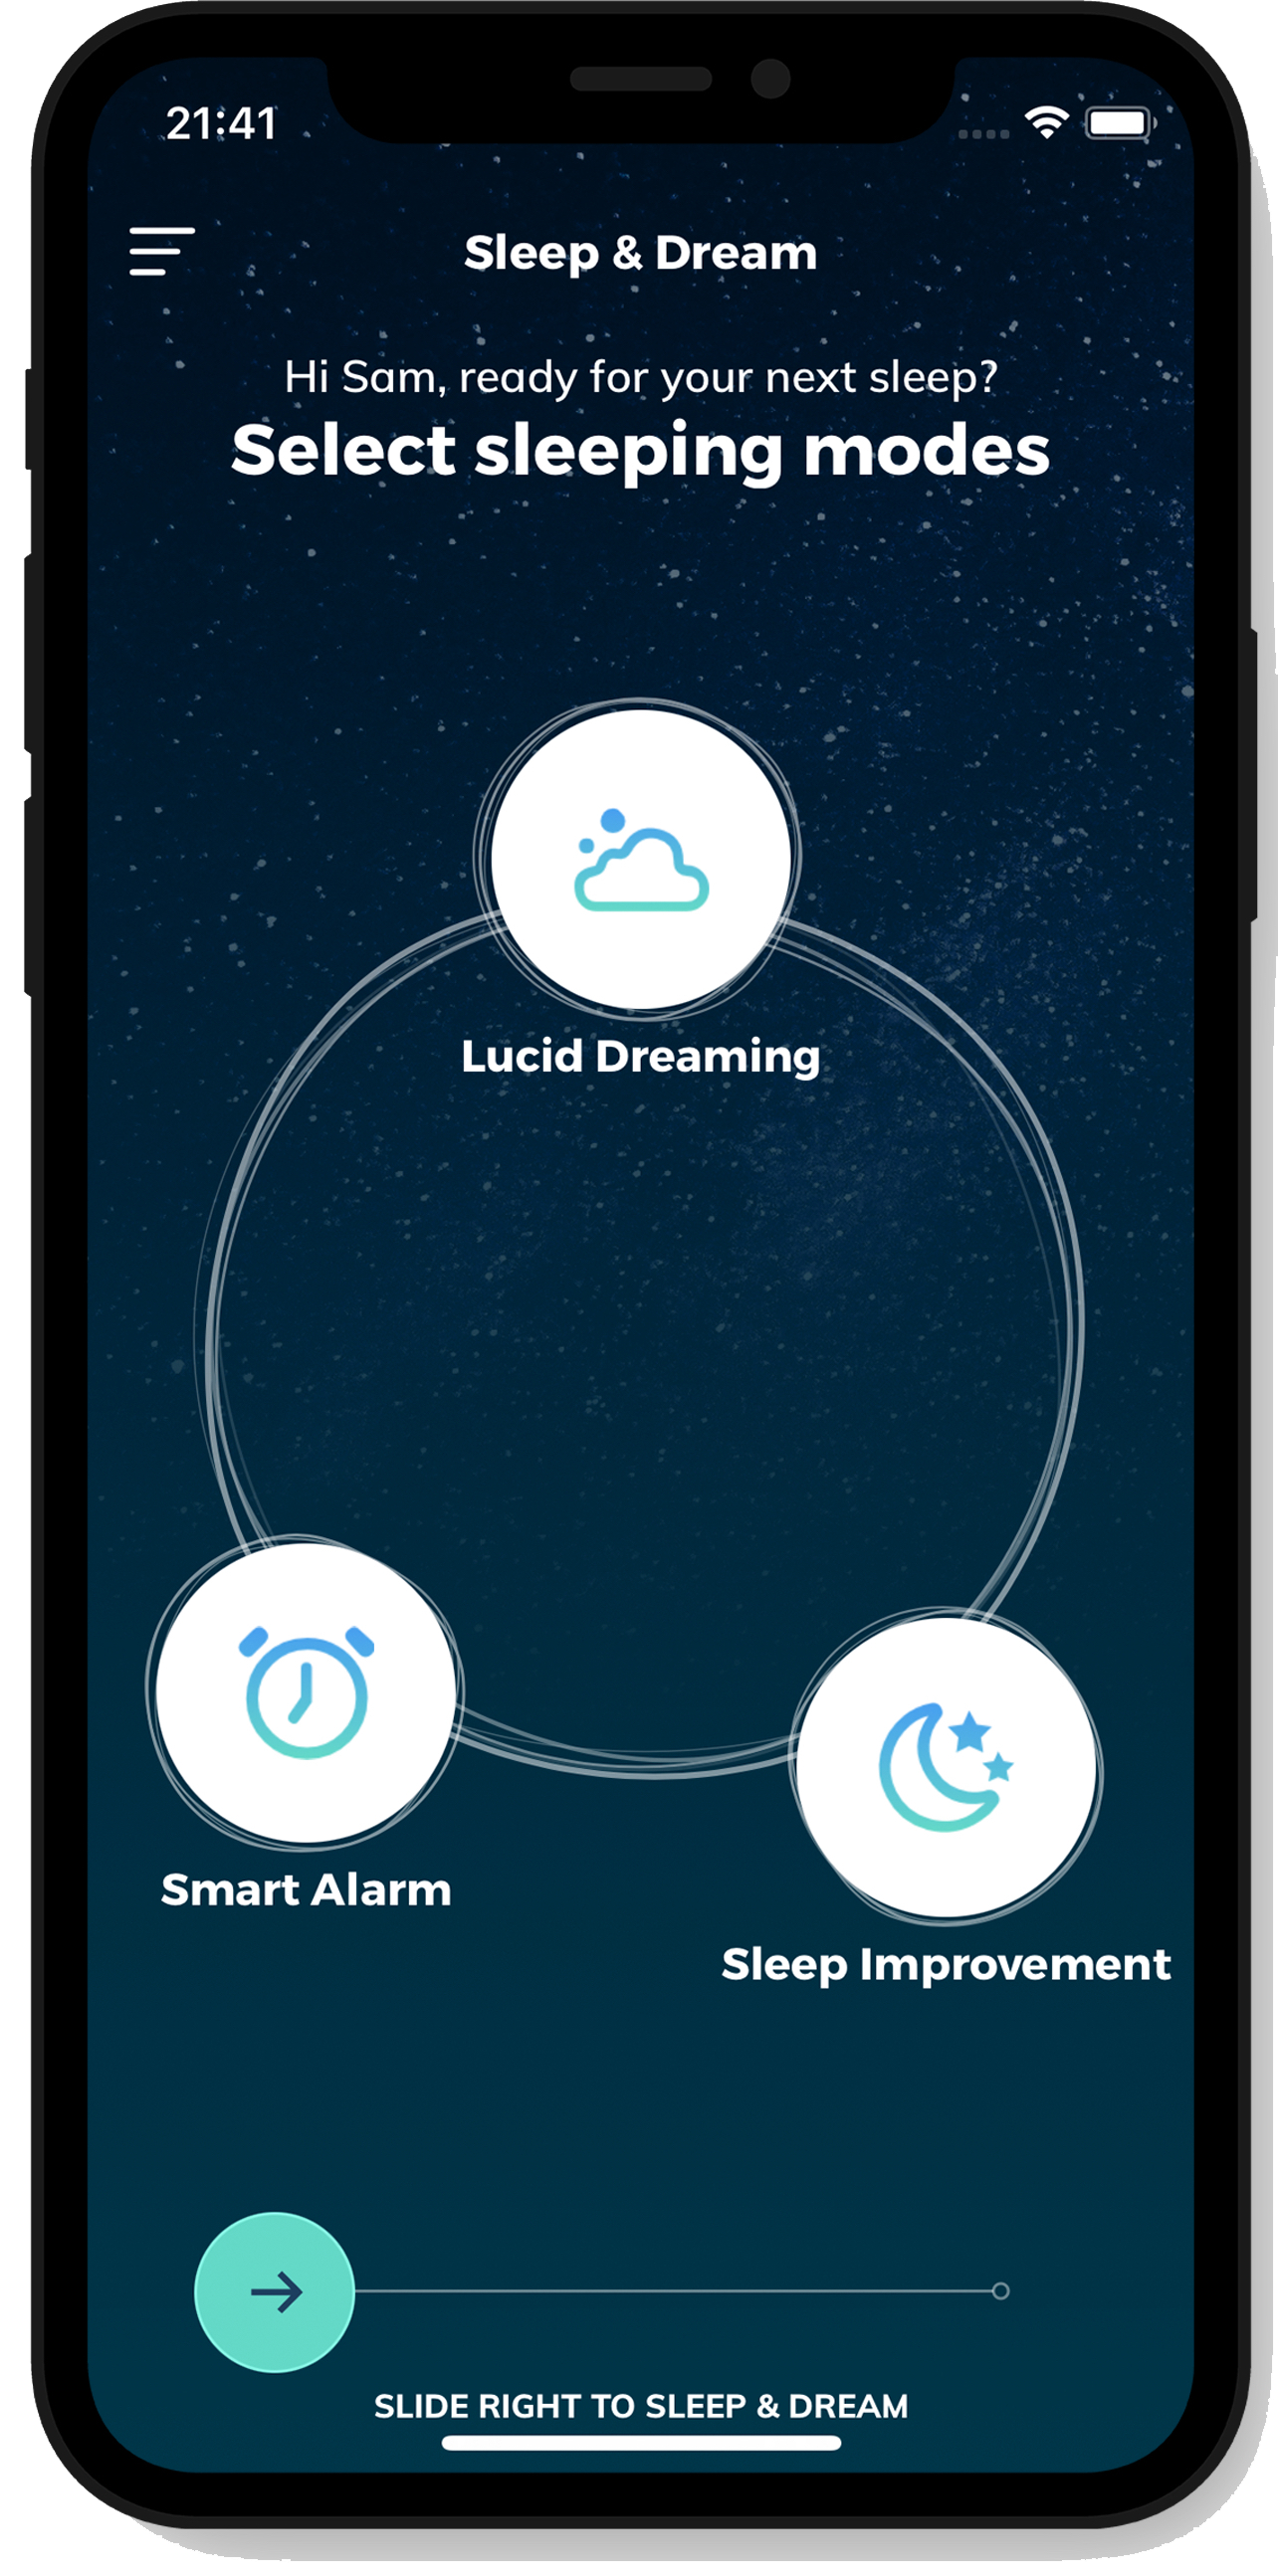 21:41
Sleep & Dream
Hi Sam, ready for your next sleep?
Select sleeping modes
Lucid Dreaming
Smart Alarm
Sleep Improvement
SLIDE RIGHT TO SLEEP & DREAM